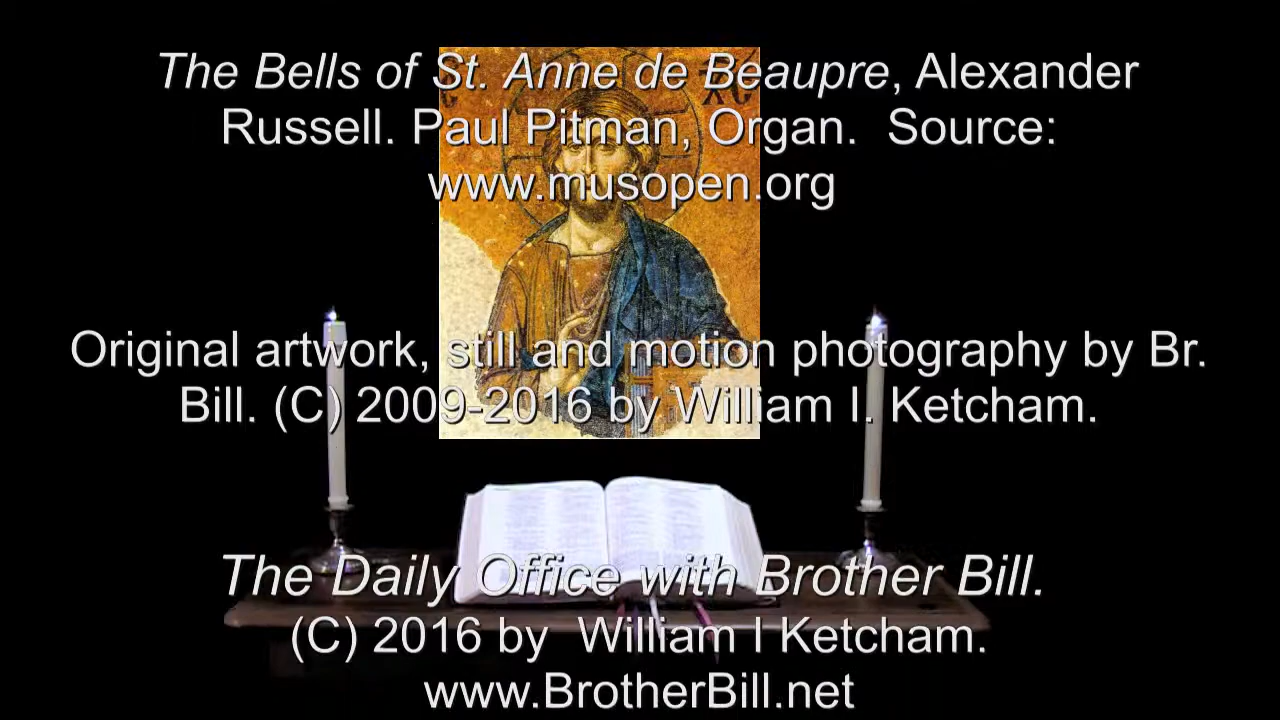 The Bells of St. Anne de Beaupre, Alexander
Russell. Paul Pitman, Organ. Source:
www.musopen.org
Original artwork, still and motion photography by Br.
Bill. (C) 2009-2016 by William I. Ketcham.
The Daily Office with Brother Bill.
(C) 2016 by William I Ketcham.
www.BrotherBill.net